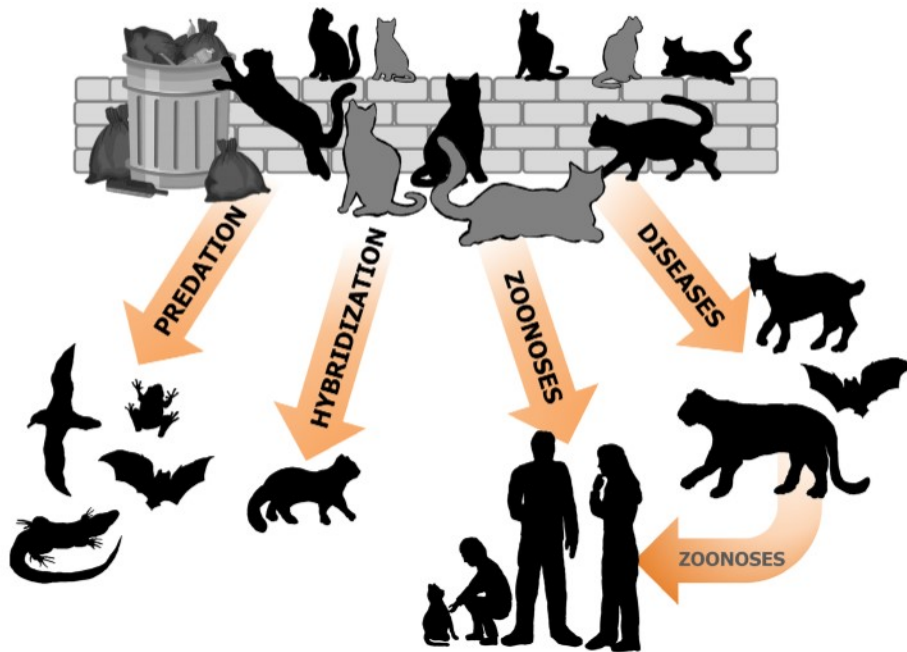 PREDATION
HYBRIDIZATION
ZOONOSES
DISEASES
ZOONOSES